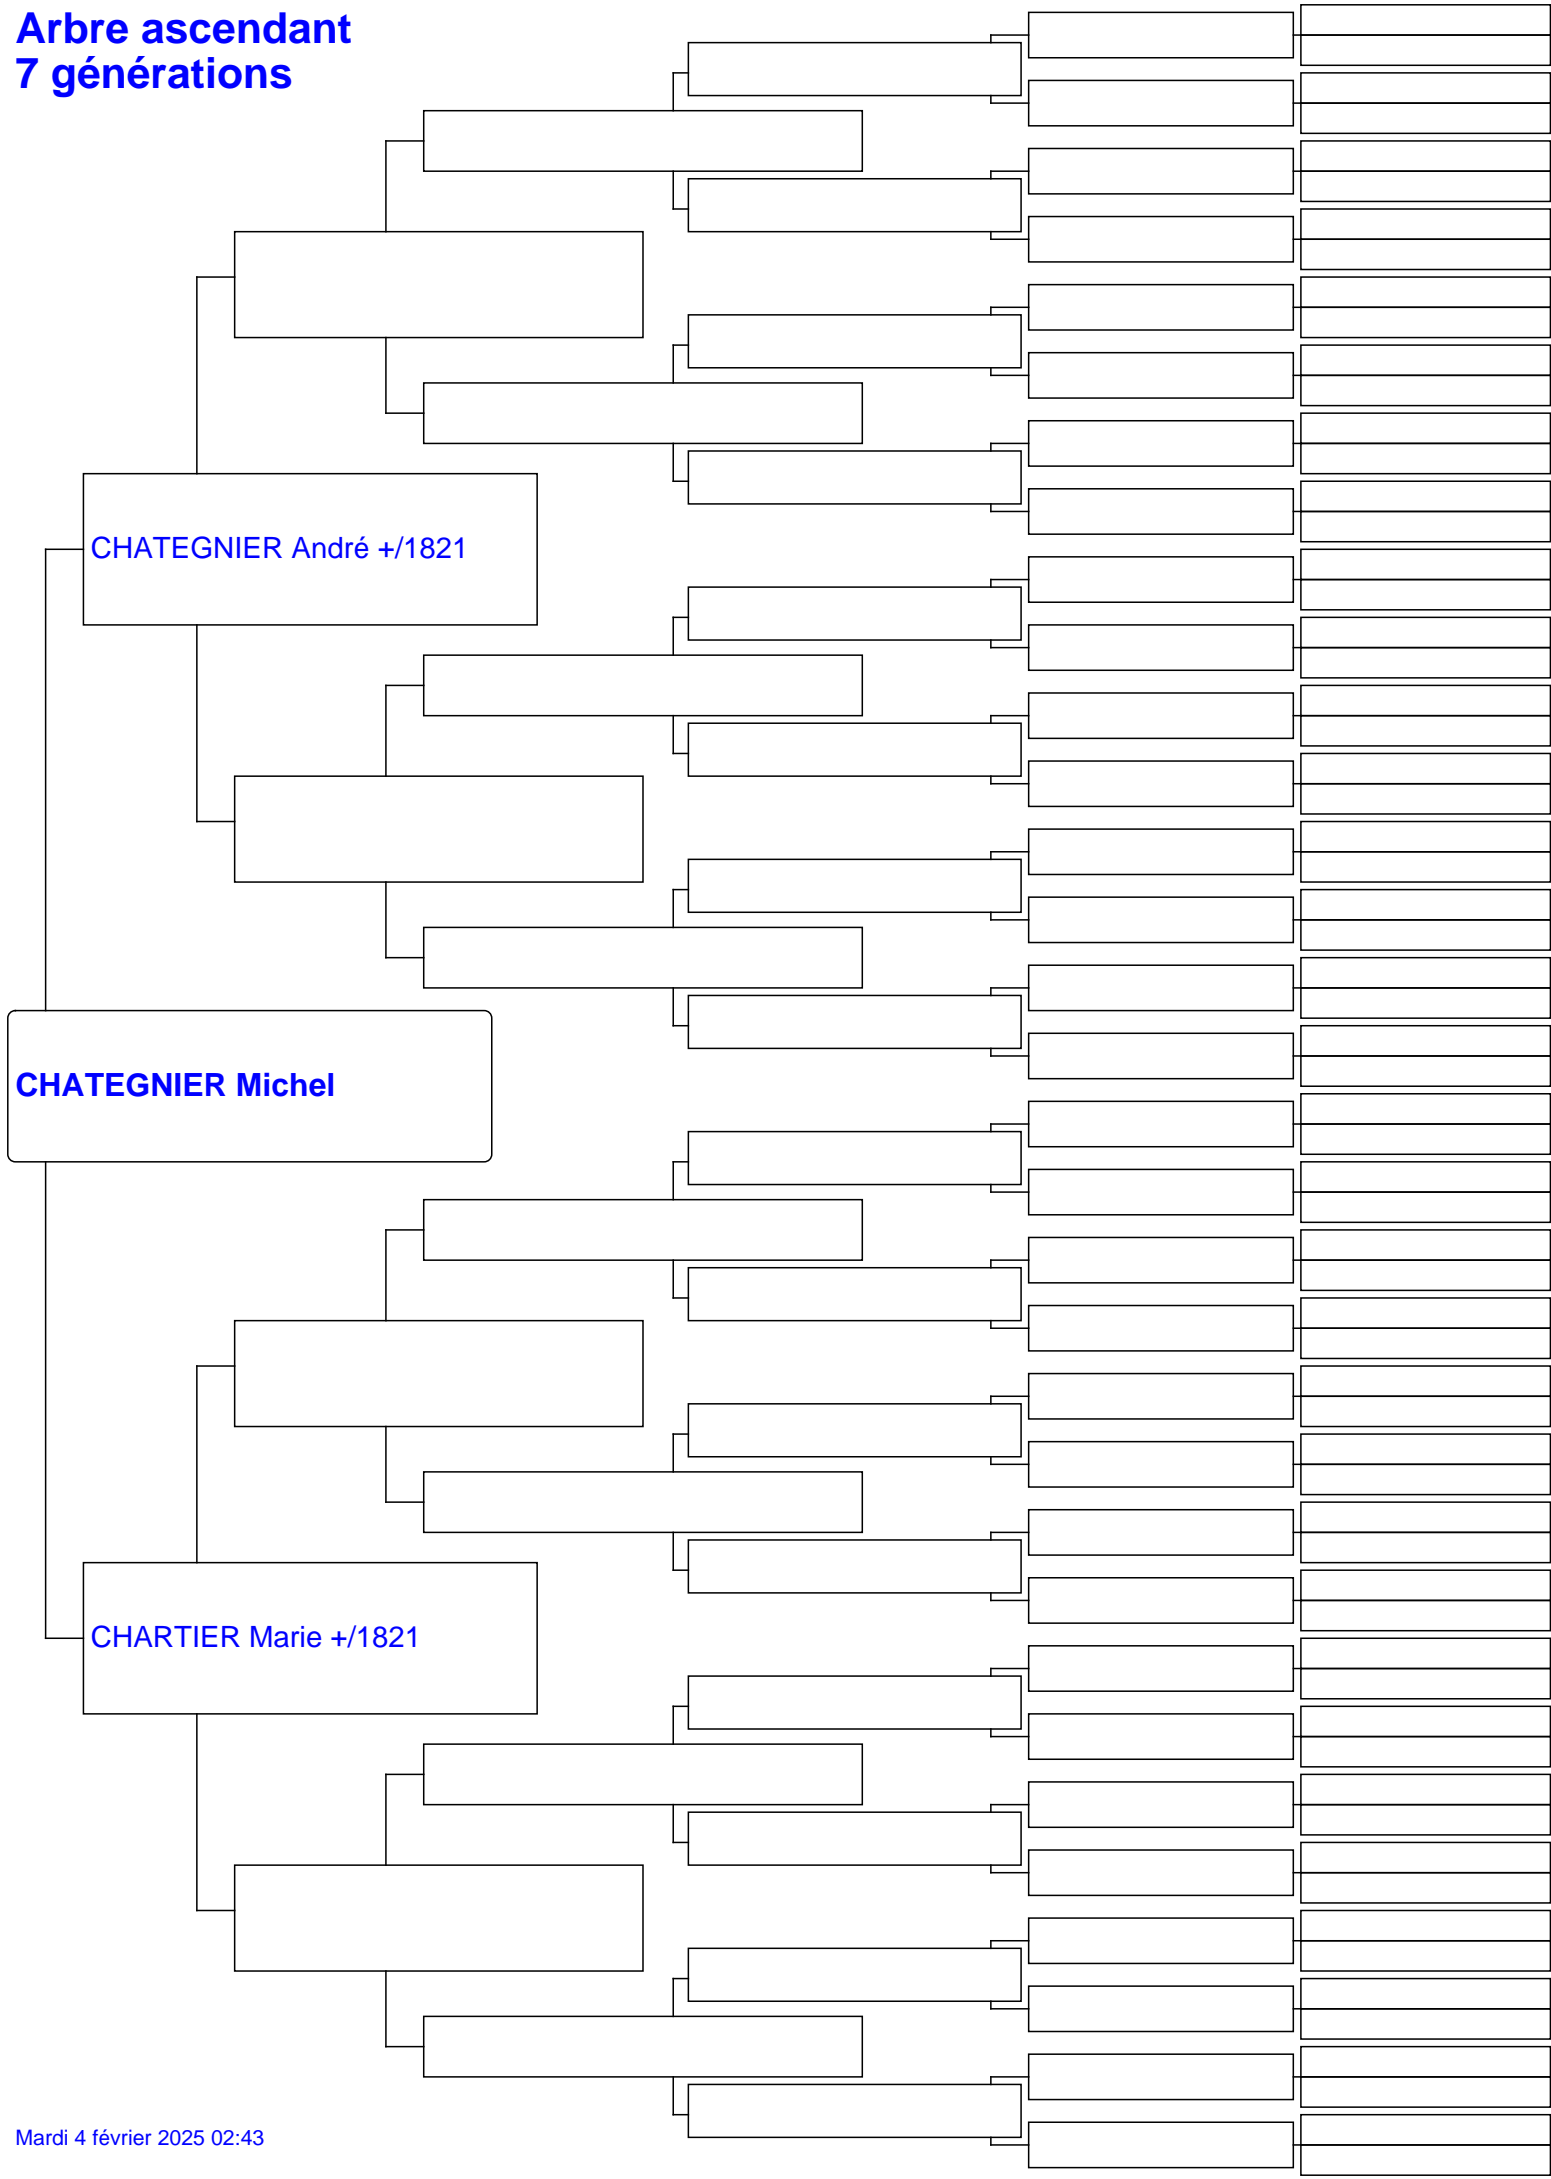 Arbre ascendant
7 générations
CHATEGNIER André +/1821
CHATEGNIER Michel
CHARTIER Marie +/1821
Mardi 4 février 2025 02:43